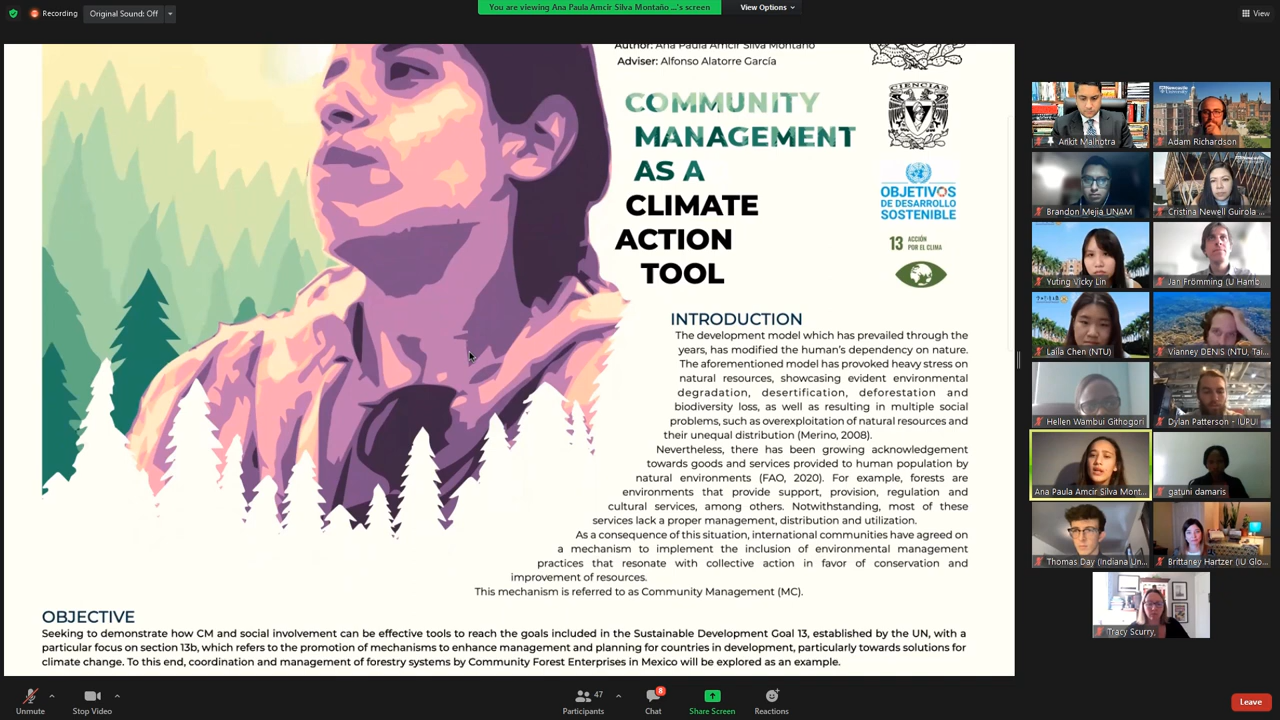 Recording
Original Sound: Off
You are viewing Ana Paula Amcir Silva Montaño ...'s screen
View Options
View
Author: Ana Paula Amcir Silva Montaño
Adviser: Alfonso Alatorre García
COMMUNITY
MANAGEMENT
AS A
CLIMATE
ACTION
TOOL
CIENCIAS
OBJETIVOS
DE DESARROLLO
SOSTENIBLE
13 ACCIÓN
POR EL CLIMA
INTRODUCTION
The development model which has prevailed through the
years, has modified the human's dependency on nature.
The aforementioned model has provoked heavy stress on
natural resources, showcasing evident environmental
degradation, desertification, deforestation and
biodiversity loss, as well as resulting in multiple social
problems, such as overexploitation of natural resources and
their unequal distribution (Merino, 2008).
Nevertheless, there has been growing acknowledgement
towards goods and services provided to human population by
natural environments (FAO, 2020). For example, forests are
environments that provide support, provision, regulation and
cultural services, among others. Notwithstanding, most of these
services lack a proper management, distribution and utilization.
As a consequence of this situation, international communities have agreed on
a mechanism to implement the inclusion of environmental management
practices that resonate with collective action in favor of conservation and
improvement of resources.
This mechanism is referred to as Community Management (MC).
OBJECTIVE
Seeking to demonstrate how CM and social involvement can be effective tools to reach the goals included in the Sustainable Development Goal 13, established by the UN, with a
particular focus on section 13b, which refers to the promotion of mechanisms to enhance management and planning for countries in development, particularly towards solutions for
climate change. To this end, coordination and management of forestry systems by Community Forest Enterprises in Mexico will be explored as an example.
Ankit Malhotra
Adam Richardson
Brandon Mejia UNAM
Cristina Newell Guirola ...
Yuting Vicky Lin
Jan Frömming (U Hamb
Laila Chen (NTU)
Vianney DENIS (NTU, Tai...
Hellen Wambui Githogori
Dylan Patterson - IUPUI
Ana Paula Amcir Silva Mont...
gatuni damaris
Thomas Day (Indiana Un...
Brittaney Hartzer (IU Glo...
Tracy Scurry,
Unmute
Stop Video
47
Participants
8
Chat
Share Screen
Reactions
Leave